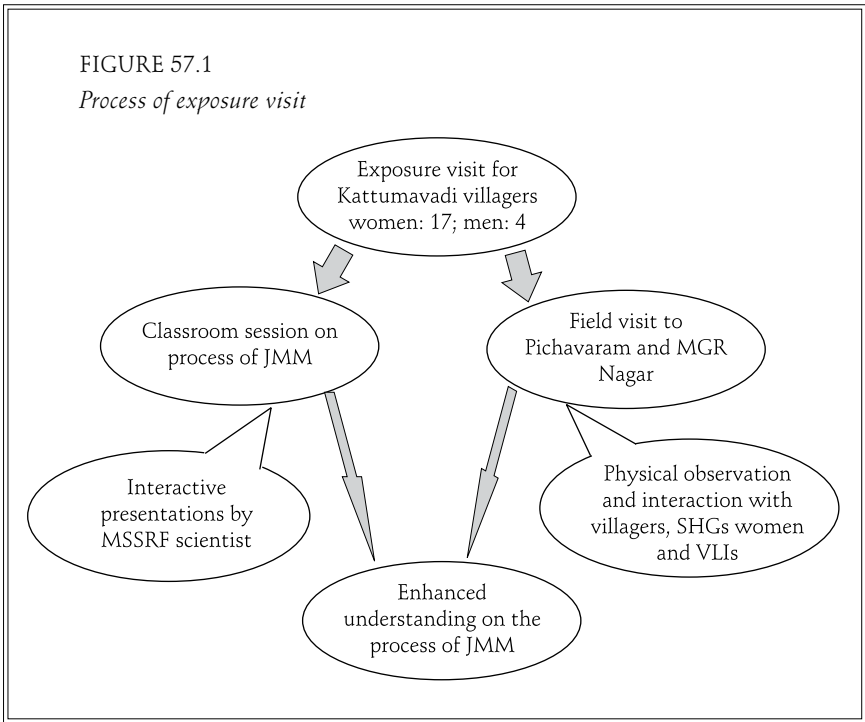 FIGURE 57.1
Process of exposure visit
Exposure visit for
Kattumavadi villagers
women: 17; men: 4
Classroom session on
process of JMM
Field visit to
Pichavaram and MGR
Nagar
Interactive
presentations by
MSSRF scientist
Physical observation
and interaction with
villagers, SHGs women
and VLIs
Enhanced
understanding on the
process of JMM